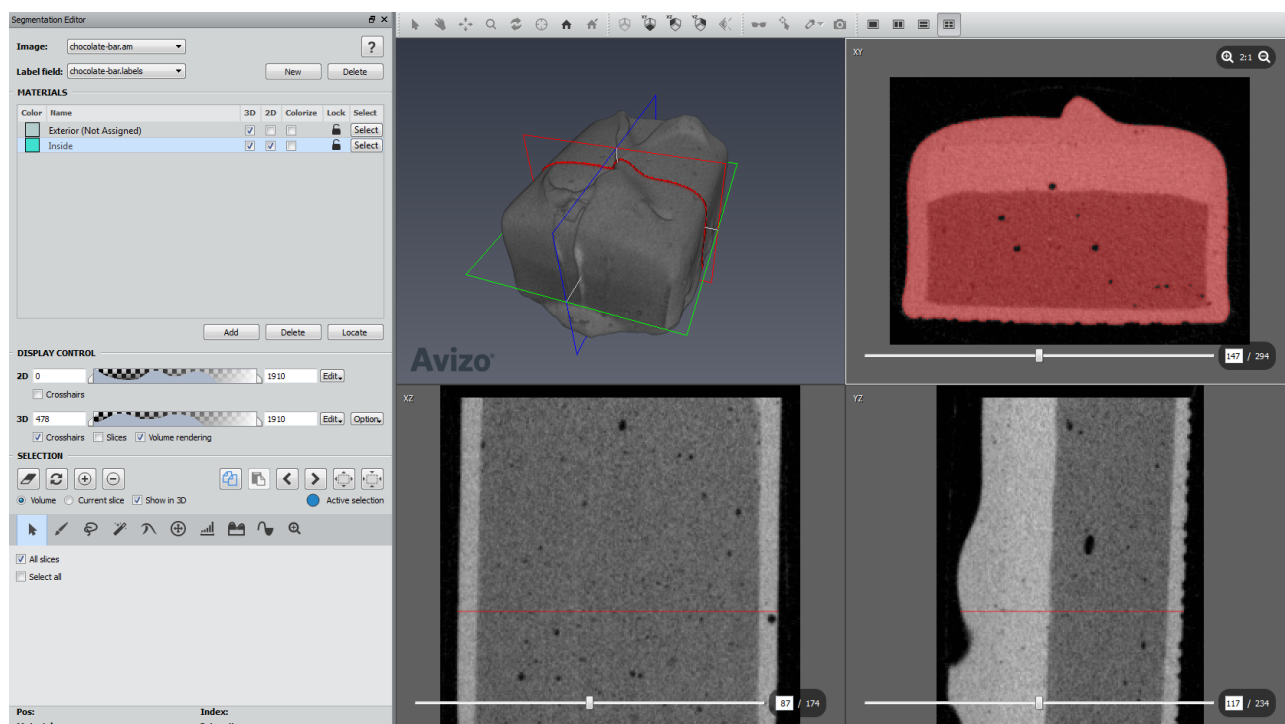 Segmentation Editor
Image: chocolate-bar.am ?
Label field: chocolate-bar.labels New Delete
MATERIALS
Color Name 3D 2D Colorize Lock Select
Exterior (Not Assigned) Select
Inside Select
Add Delete Locate
DISPLAY CONTROL
2D 0 1910 Edit
Crosshairs
3D 478 1910 Edit Option
Crosshairs Slices Volume rendering
SELECTION
Volume Current slice Show in 3D Active selection
All slices
Select all
Pos: Index:
XY XZ YZ
Avizo
XY
2:1
147 / 294
XZ
87 / 174
YZ
117 / 234